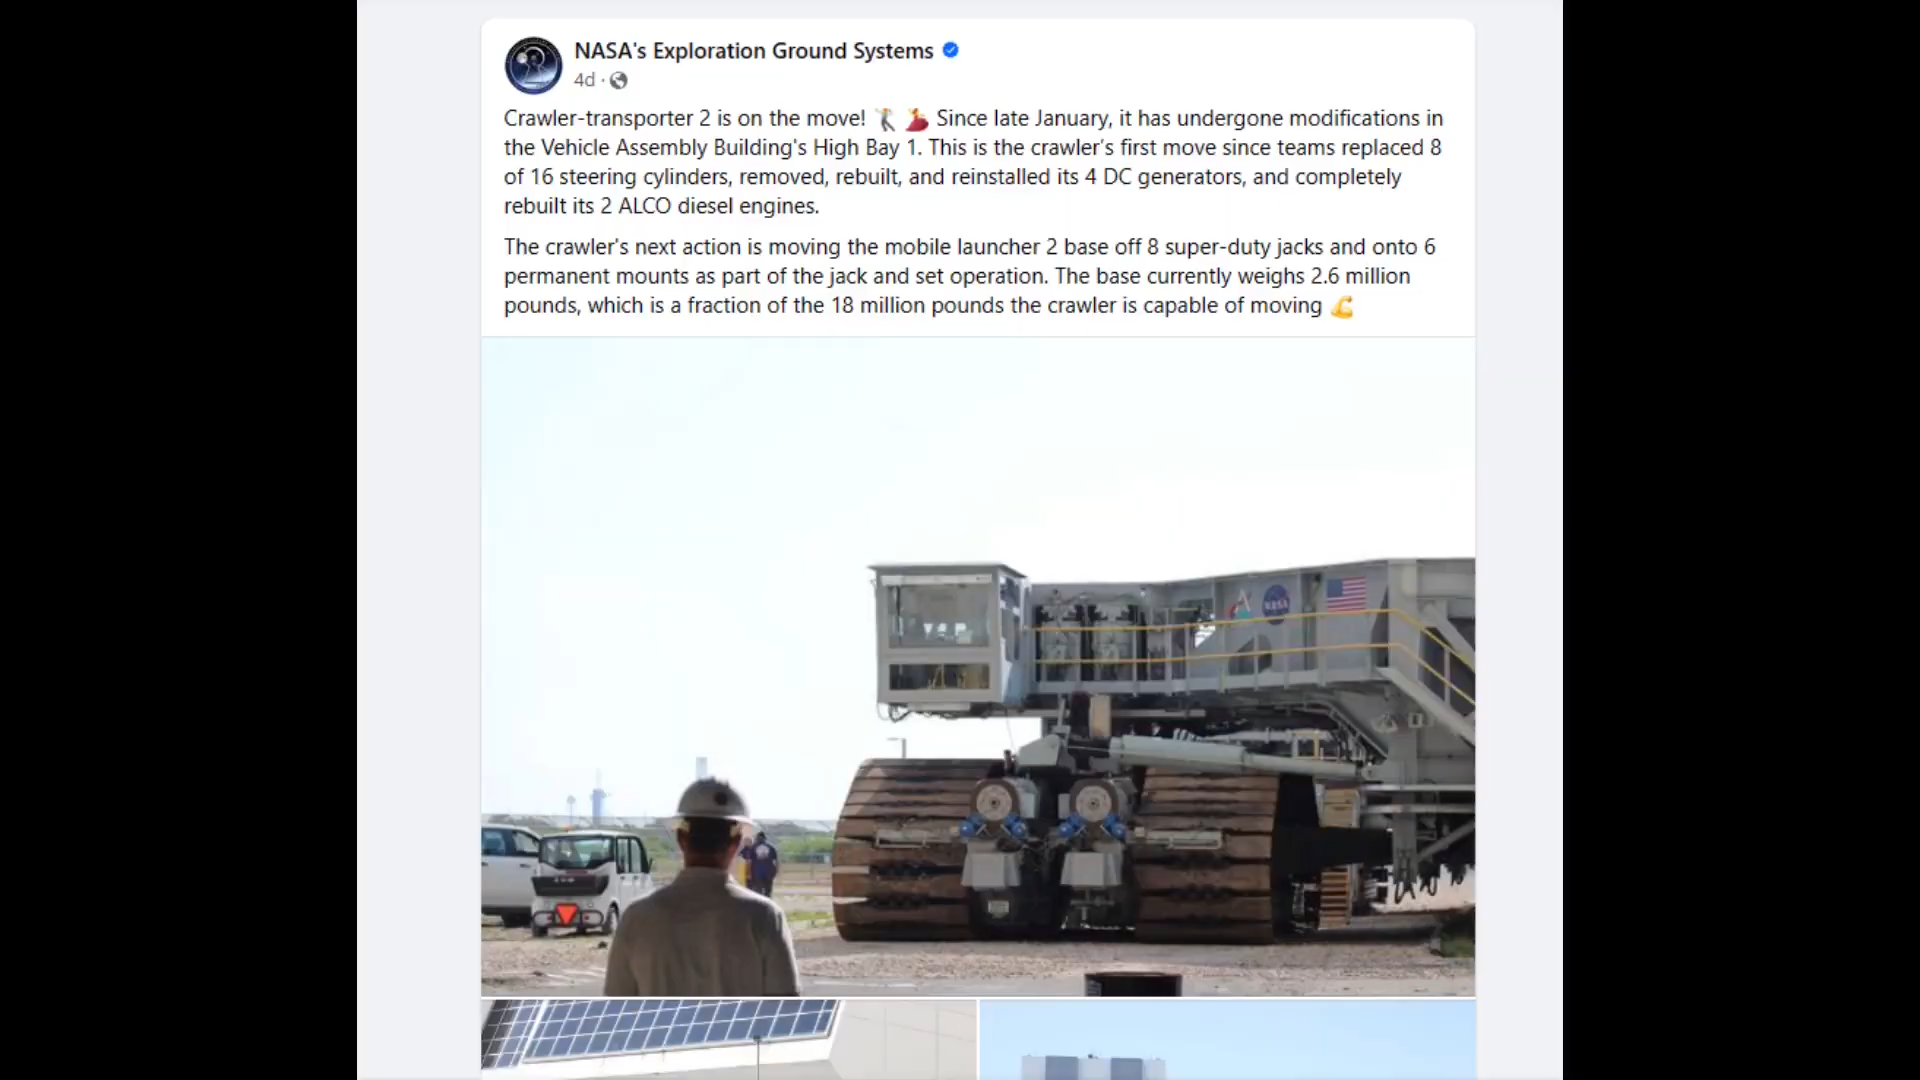 NASA's Exploration Ground Systems
4d ·
Crawler-transporter 2 is on the move! 🕺 💃 Since late January, it has undergone modifications in
the Vehicle Assembly Building's High Bay 1. This is the crawler's first move since teams replaced 8
of 16 steering cylinders, removed, rebuilt, and reinstalled its 4 DC generators, and completely
rebuilt its 2 ALCO diesel engines.
The crawler's next action is moving the mobile launcher 2 base off 8 super-duty jacks and onto 6
permanent mounts as part of the jack and set operation. The base currently weighs 2.6 million
pounds, which is a fraction of the 18 million pounds the crawler is capable of moving 💪
NASA